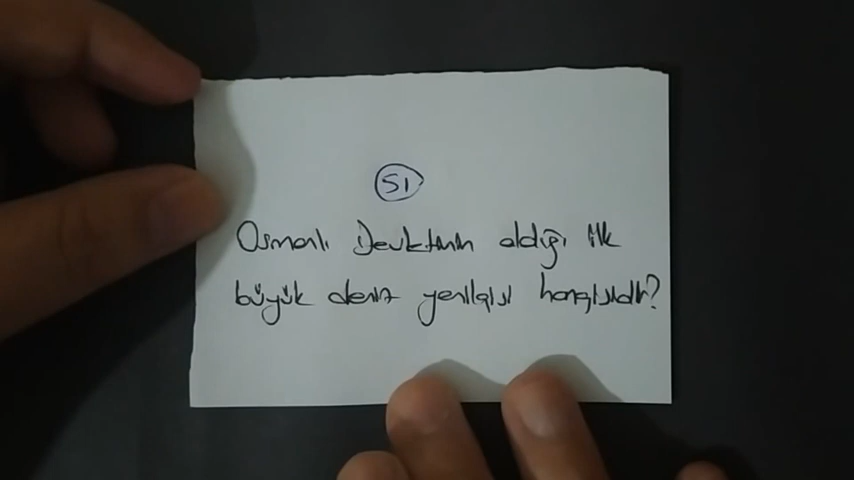 51
Osmanlı Devletinin aldığı ilk
büyük deniz yenilgisi hangisidir?